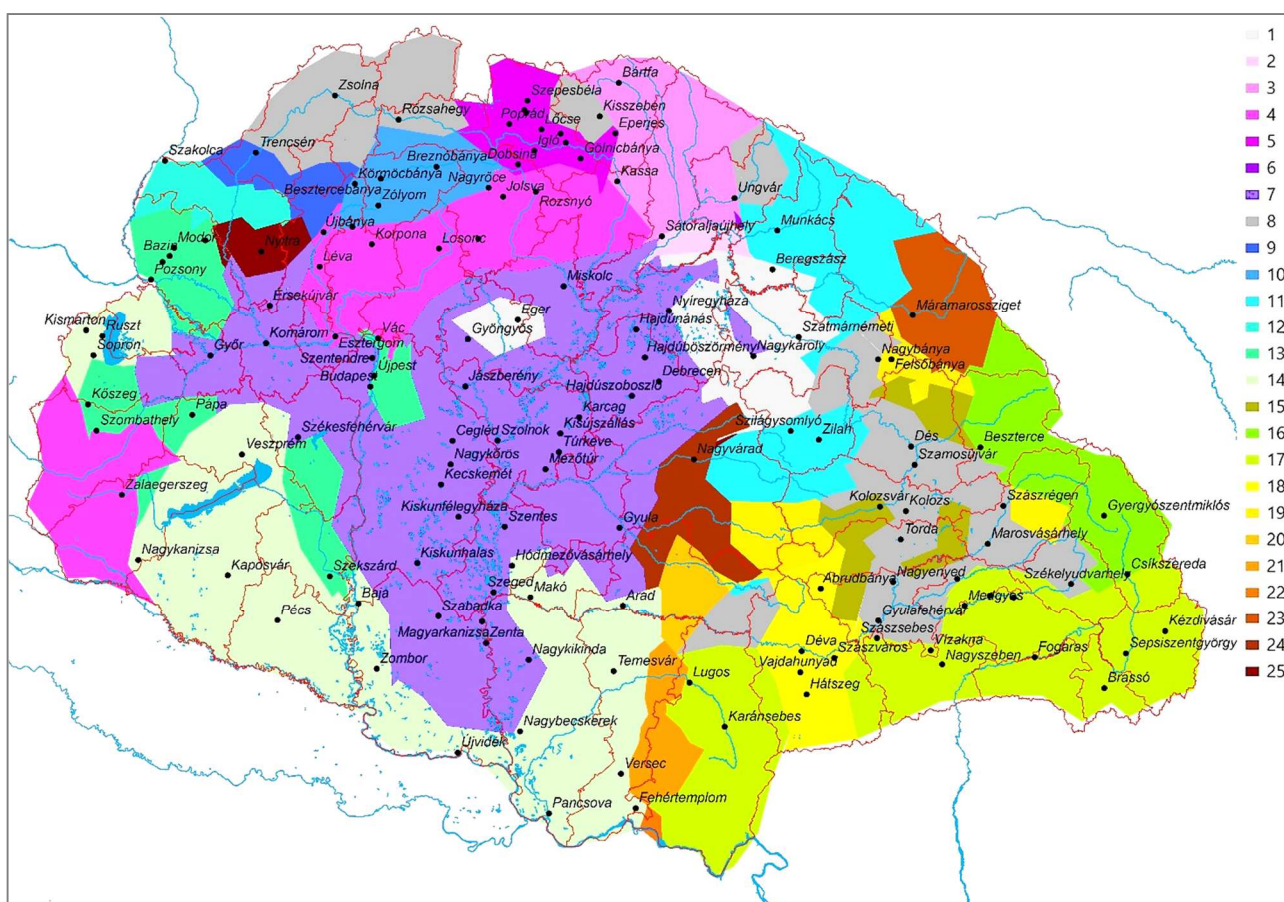 1
2
3
4
5
6
7
8
9
10
11
12
13
14
15
16
17
18
19
20
21
22
23
24
25
Bártfa
Zsolna
Szepesbéla
Poprád
Rózsahegy
Kisszeben
Lőcse
Eperjes
Igló
Gölnicbánya
Szakolca
Trencsén
Breznóbánya
Dobsina
Körmöcbánya
Besztercebánya
Nagyrőce
Jolsva
Kassa
Rozsnyó
Zólyom
Ungvár
Újbánya
Korpona
Losonc
Sátoraljaújhely
Munkács
Modor
Bazin
Nyitra
Pozsony
Léva
Beregszász
Miskolc
Érsekújvár
Nyíregyháza
Máramarossziget
Kismarton
Ruszt
Sopron
Eger
Gyöngyös
Hajdúnánás
Komárom
Vác
Esztergom
Szatmárnémeti
Győr
Szentendre
Újpest
Hajdúböszörmény
Nagykároly
Nagybánya
Felsőbánya
Budapest
Jászberény
Hajdúszoboszló
Debrecen
Kőszeg
Pápa
Szombathely
Karcag
Székesfehérvár
Cegléd
Szolnok
Kisújszállás
Túrkeve
Szilágysomlyó
Zilah
Dés
Beszterce
Veszprém
Nagykőrös
Mezőtúr
Nagyvárad
Szamosújvár
Kecskemét
Zalaegerszeg
Kolozsvár
Kolozs
Szászrégen
Kiskunfélegyháza
Szentes
Gyula
Gyergyószentmiklós
Torda
Marosvásárhely
Nagykanizsa
Kaposvár
Szekszárd
Kiskunhalas
Hódmezővásárhely
Csíkszereda
Szeged
Makó
Abrudbánya
Nagyenyed
Székelyudvarhely
Baja
Szabadka
Arad
Gyulafehérvár
Medgyes
Pécs
Magyarkanizsa
Zenta
Szászsebes
Kézdivásár
Zombor
Nagykikinda
Temesvár
Déva
Szászváros
Vízakna
Nagyszeben
Fogaras
Sepsiszentgyörgy
Lugos
Vajdahunyad
Hátszeg
Brassó
Nagybecskerek
Karánsebes
Újvidék
Versec
Pancsova
Fehértemplom